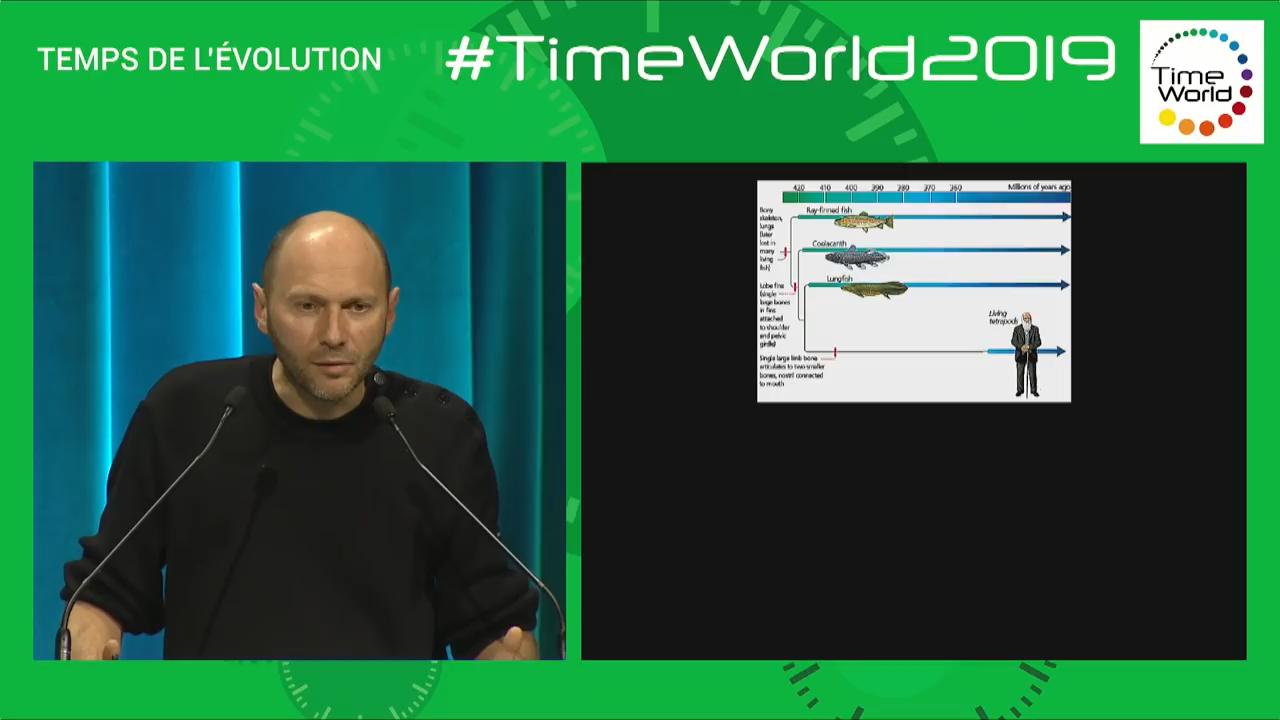 TEMPS DE L'ÉVOLUTION
#TimeWorld2019
Time
World
420 410 400 390 380 370 360 Millions of years ago
Ray-finned fish
Bony
skeleton,
lungs
(later
lost in
many
living
fish)
Coelacanth
Lungfish
Lobe fins
(single
large bones
in fins
attached
to shoulder
and pelvic
girdle)
Living
tetrapods
Single large limb bone
articulates to two smaller
bones, nostril connected
to mouth